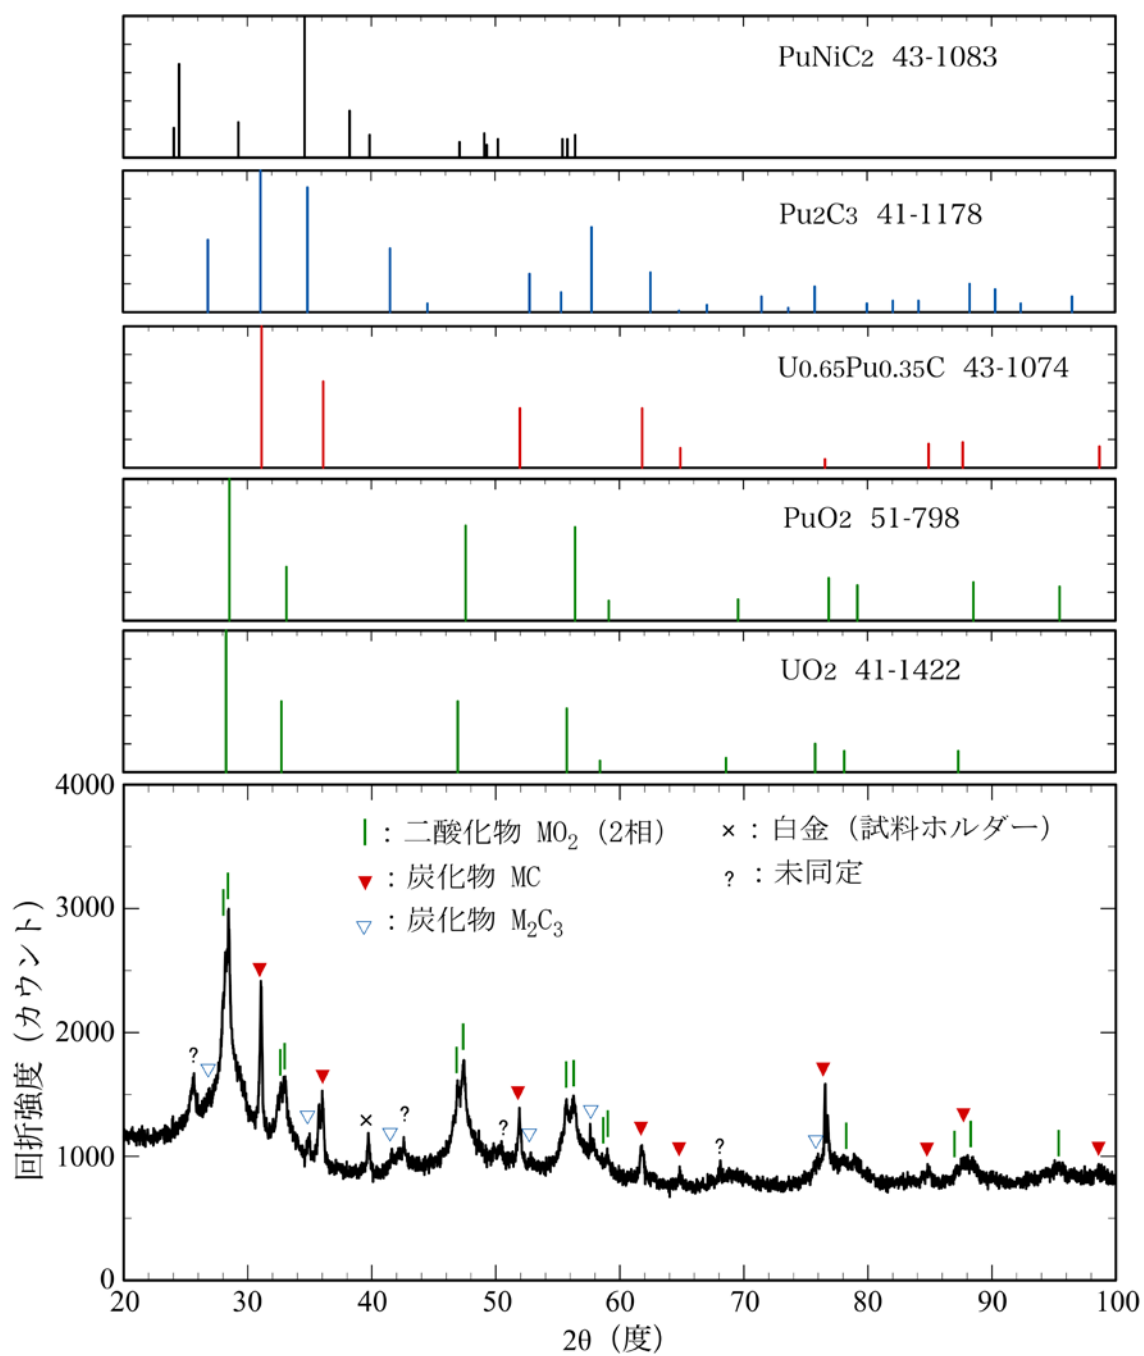 PuNiC2 43-1083
Pu2C3 41-1178
U0.65Pu0.35C 43-1074
PuO2 51-798
UO2 41-1422
4000
3000
2000
1000
0
回折強度 (カウント)
| : 二酸化物 MO₂ (2相)
▼ : 炭化物 MC
▽ : 炭化物 M₂C₃
× : 白金 (試料ホルダー)
? : 未同定
?
×
?
?
?
20 30 40 50 60 70 80 90 100
2θ (度)